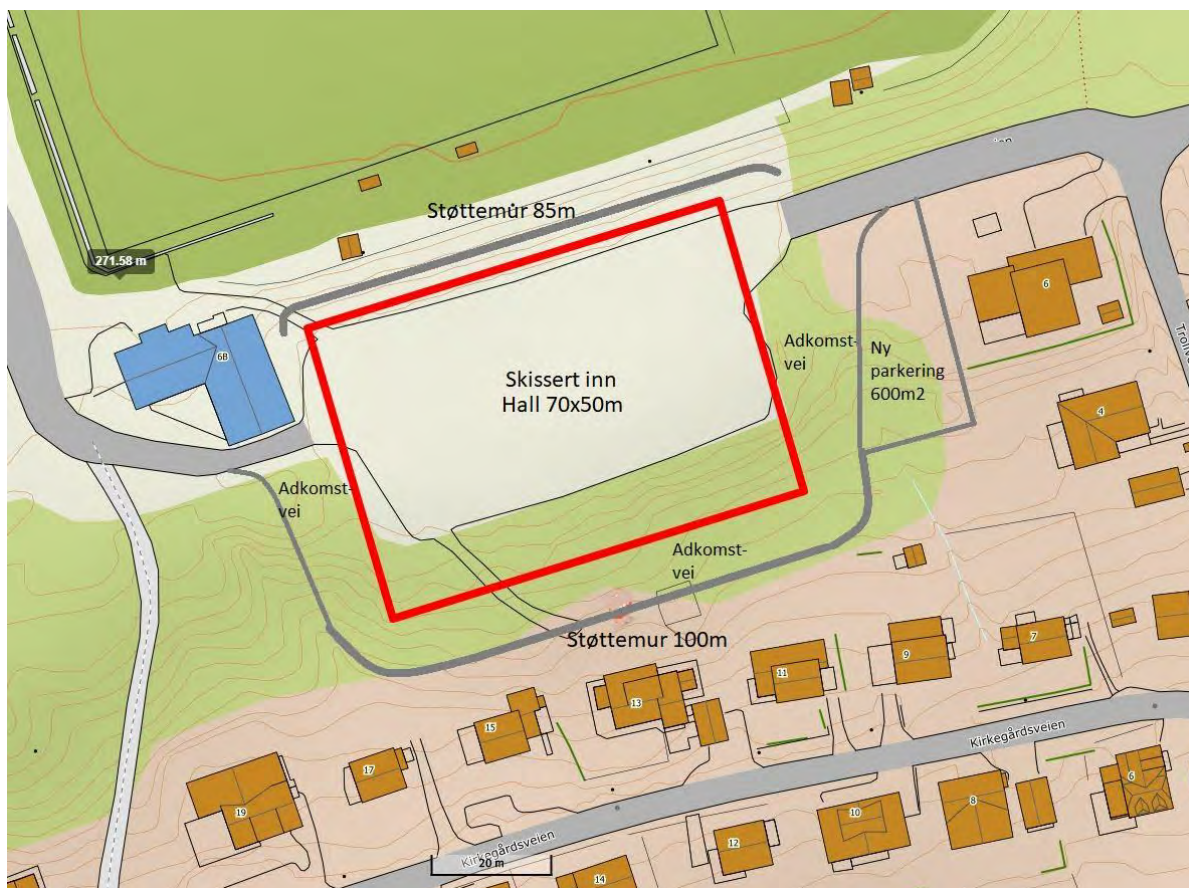 Støttemur 85m
271.58 m
6B
Skissert inn
Hall 70x50m
Adkomst-
vei
Ny
parkering
600m2
6
4
Adkomst-
vei
Adkomst-
vei
Støttemur 100m
7
9
11
13
15
17
19
Kirkegårdsveien
Kirkegårdsveien
6
8
10
12
14
20 m